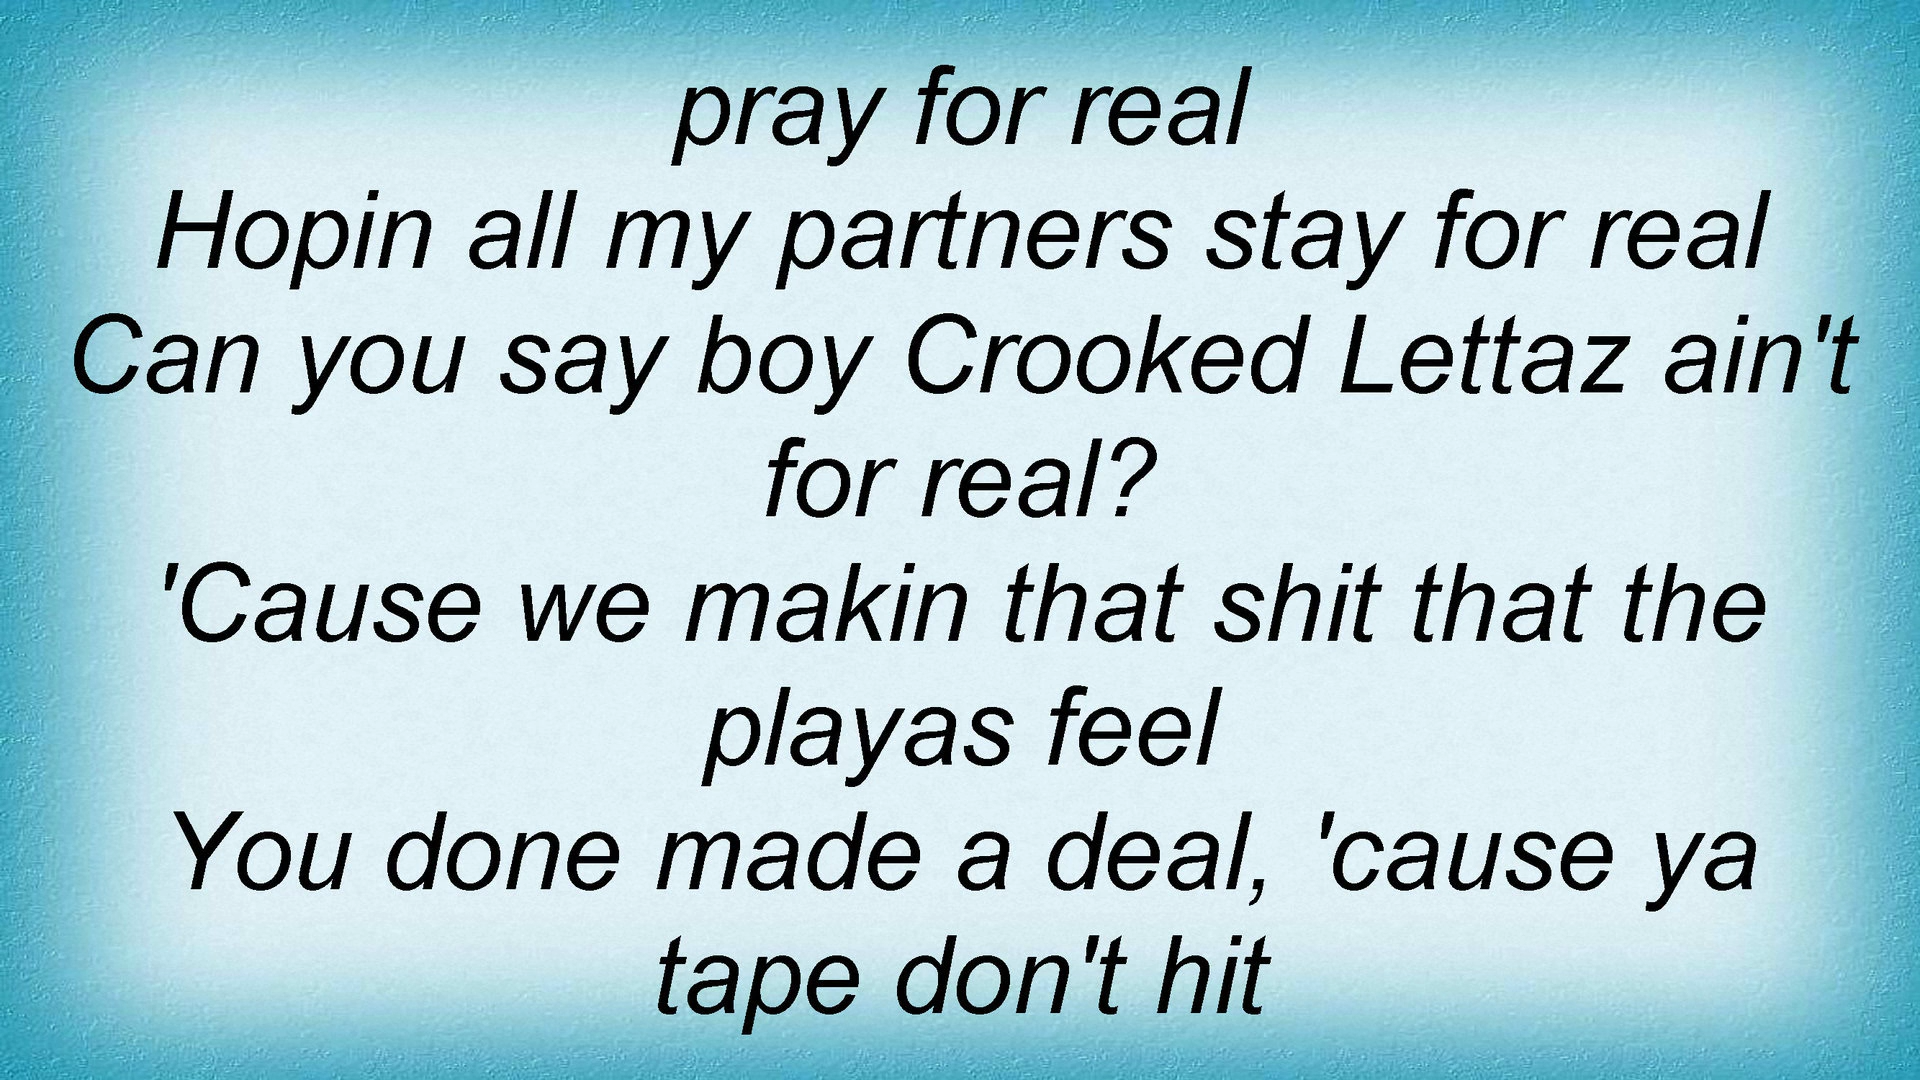 pray for real
Hopin all my partners stay for real
Can you say boy Crooked Lettaz ain't
for real?
'Cause we makin that shit that the
playas feel
You done made a deal, 'cause ya
tape don't hit